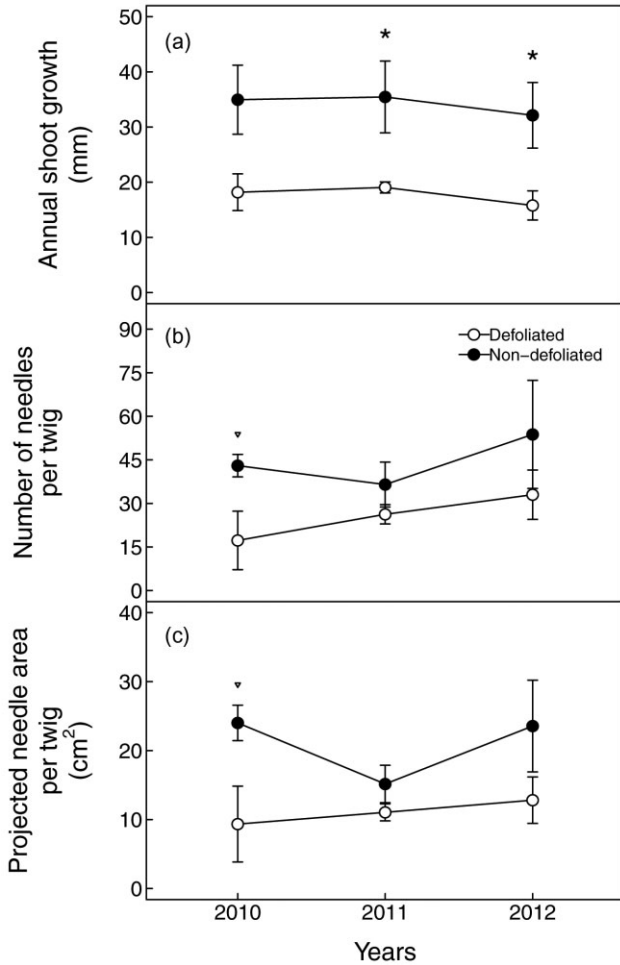 50
40
30
20
10
0
Annual shoot growth
(mm)
(a)
*
*
90
75
60
45
30
15
0
Number of needles
per twig
(b)
Defoliated
Non−defoliated
40
30
20
10
0
Projected needle area
per twig
(cm²)
(c)
2010 2011 2012
Years